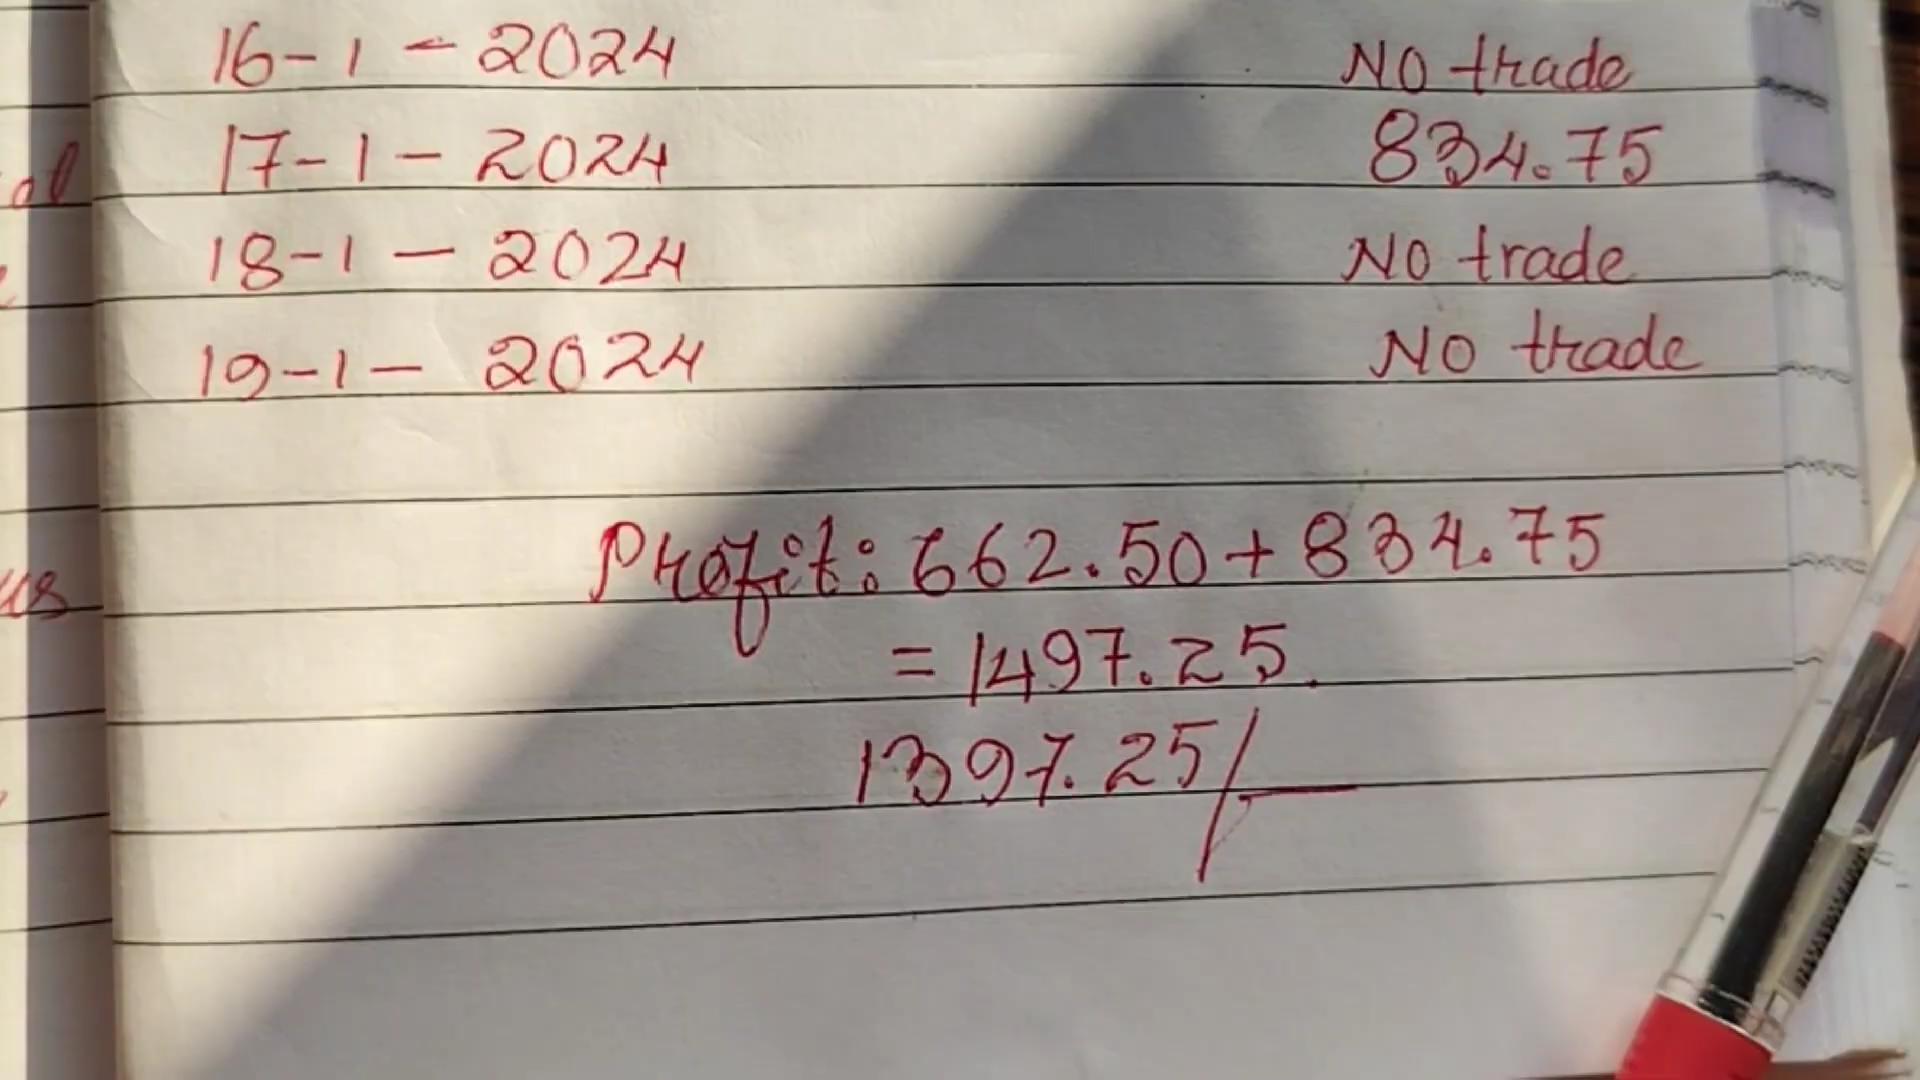 16-1-2024 No trade
17-1-2024 834.75
18-1-2024 No trade
19-1-2024 No trade
Profit: 662.50+834.75
=1497.25.
1397.25/-